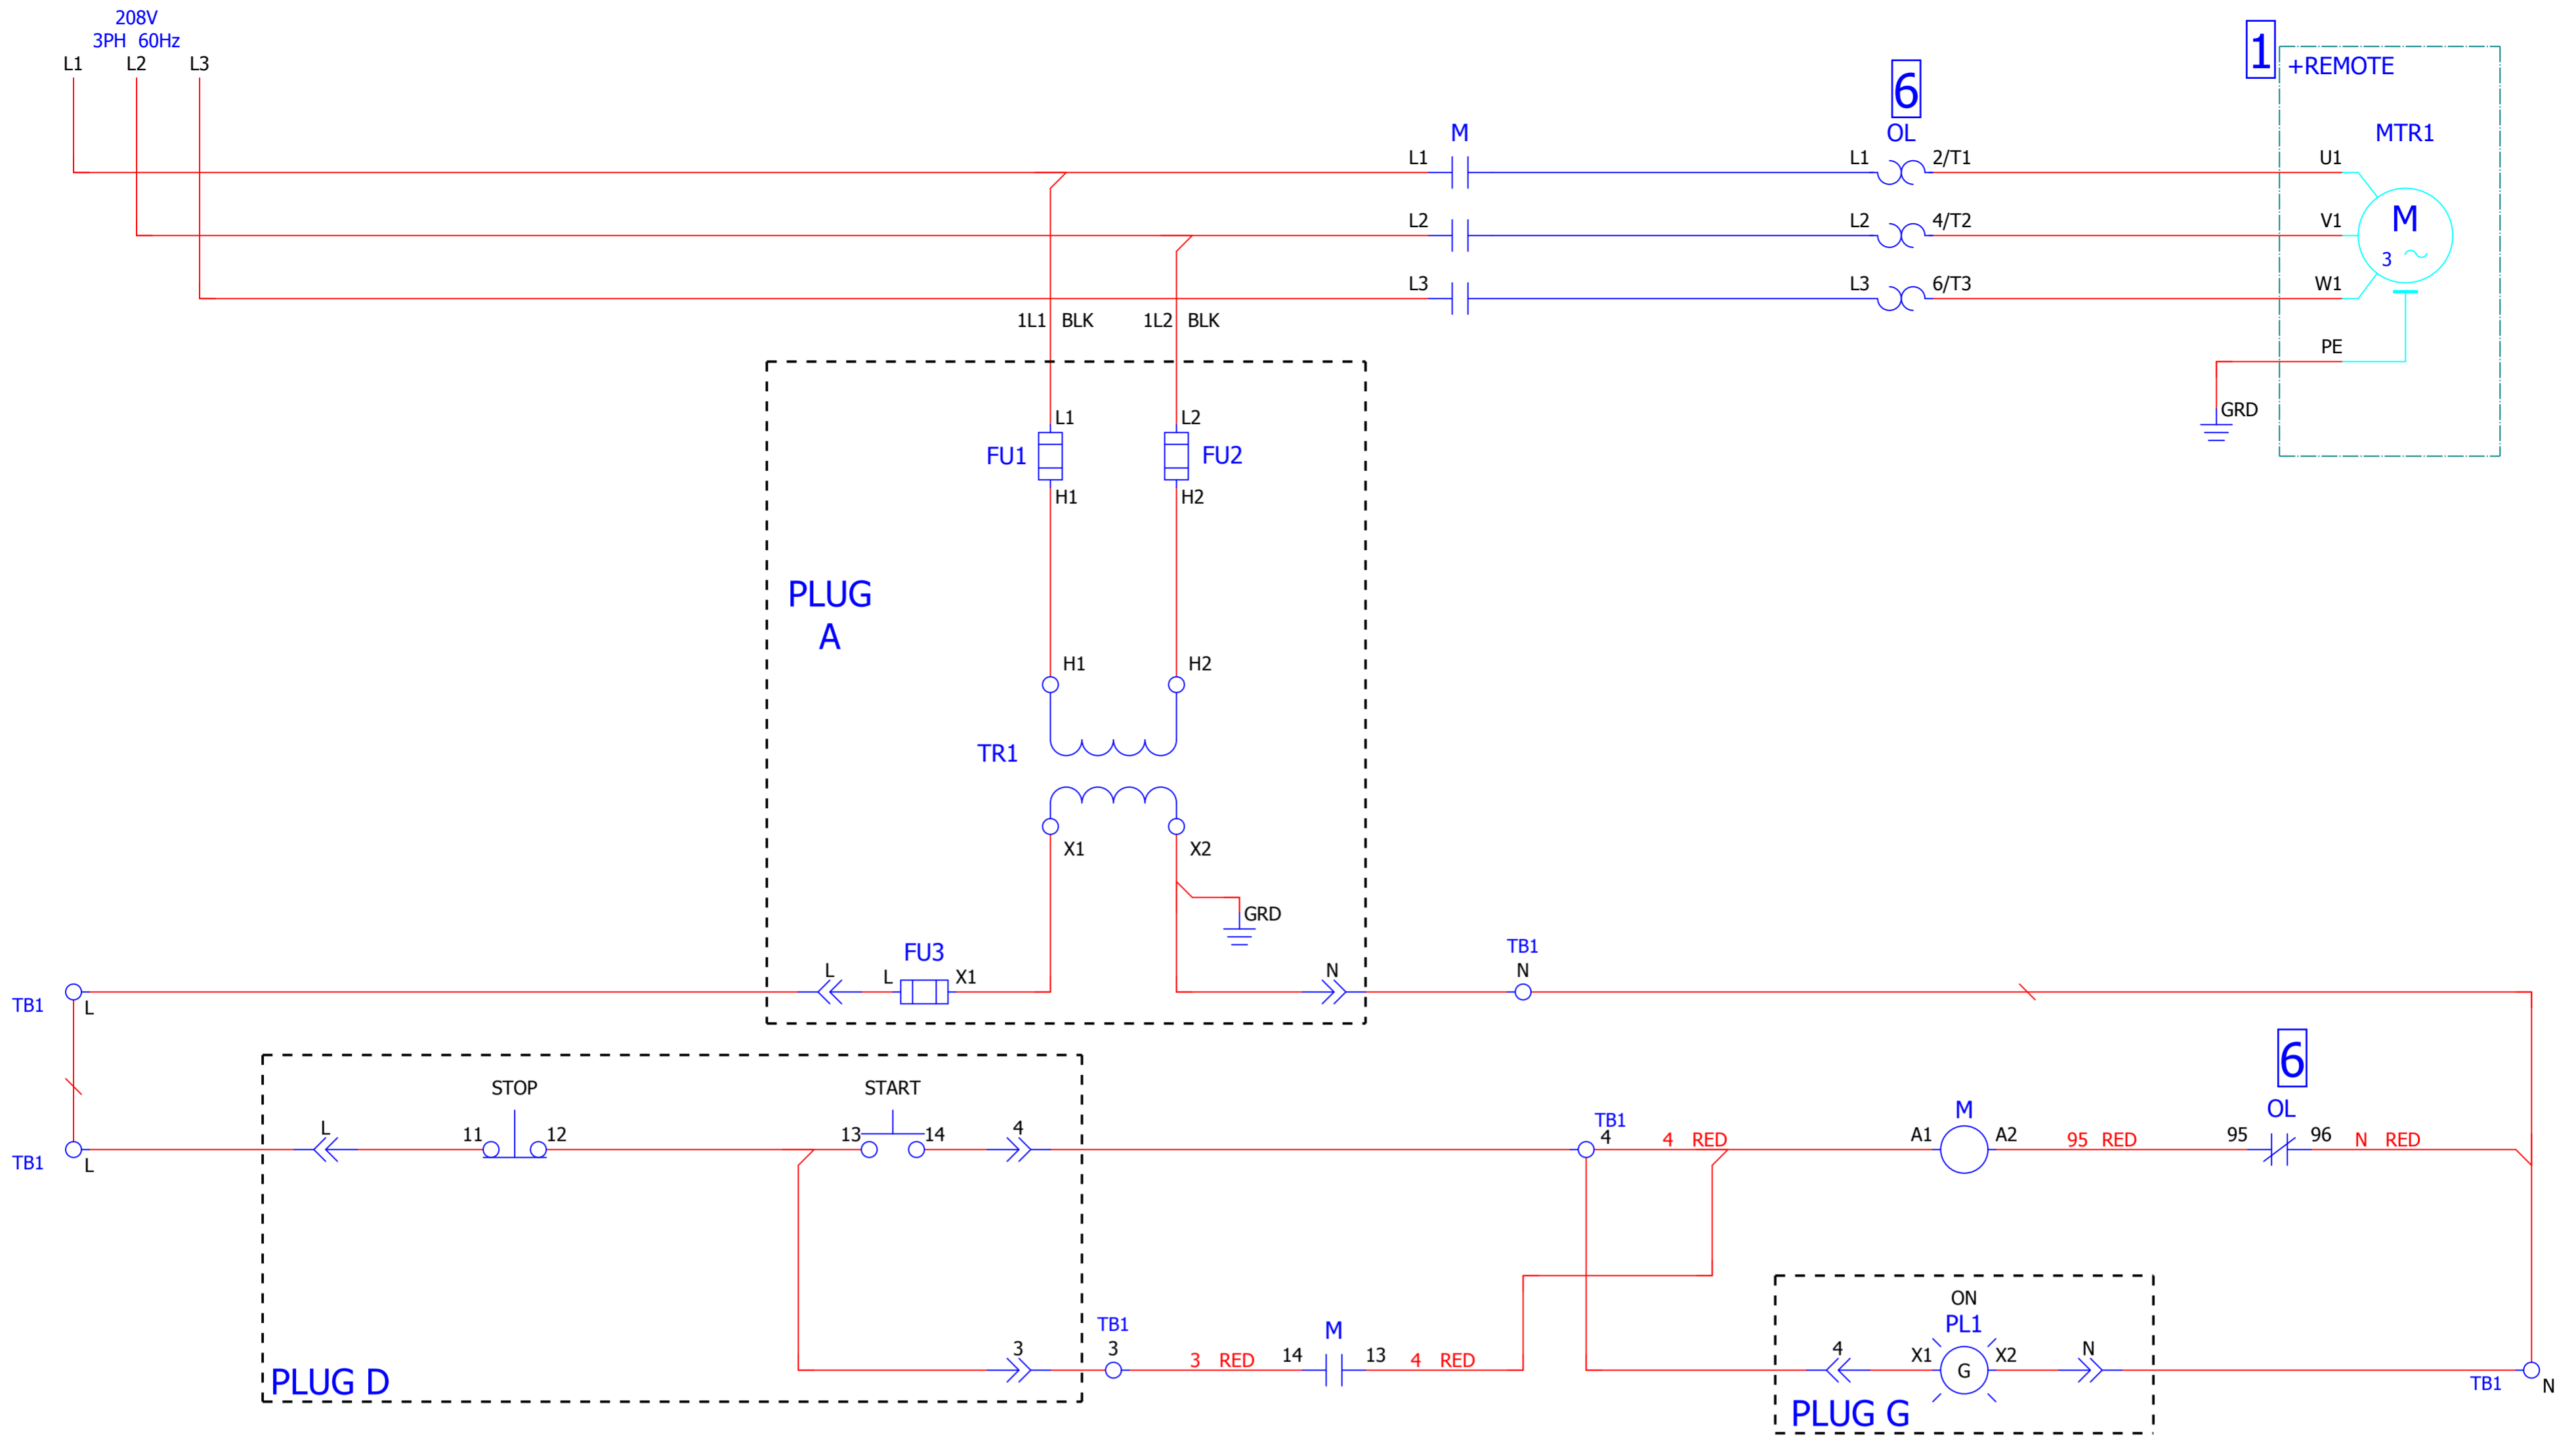 208V
3PH 60Hz
L1 L2 L3
1
+REMOTE
6
OL
M
MTR1
L1 L1 2/T1 U1
L2 L2 4/T2 V1
M
3
L3 L3 6/T3 W1
1L1 BLK 1L2 BLK
PE
GRD
L1 L2
FU1 FU2
H1 H2
PLUG
A
H1 H2
TR1
X1 X2
GRD
FU3
TB1
L L X1 N N
TB1 L
6
STOP START
L 11 12 13 14 4
TB1
4
4 RED
M
A1 A2
95 RED
OL
95 96
N RED
TB1 L
ON
PL1
TB1
3 3
3 RED
M
14 13
4 RED
4 X1 G X2 N
TB1 N
PLUG D
PLUG G